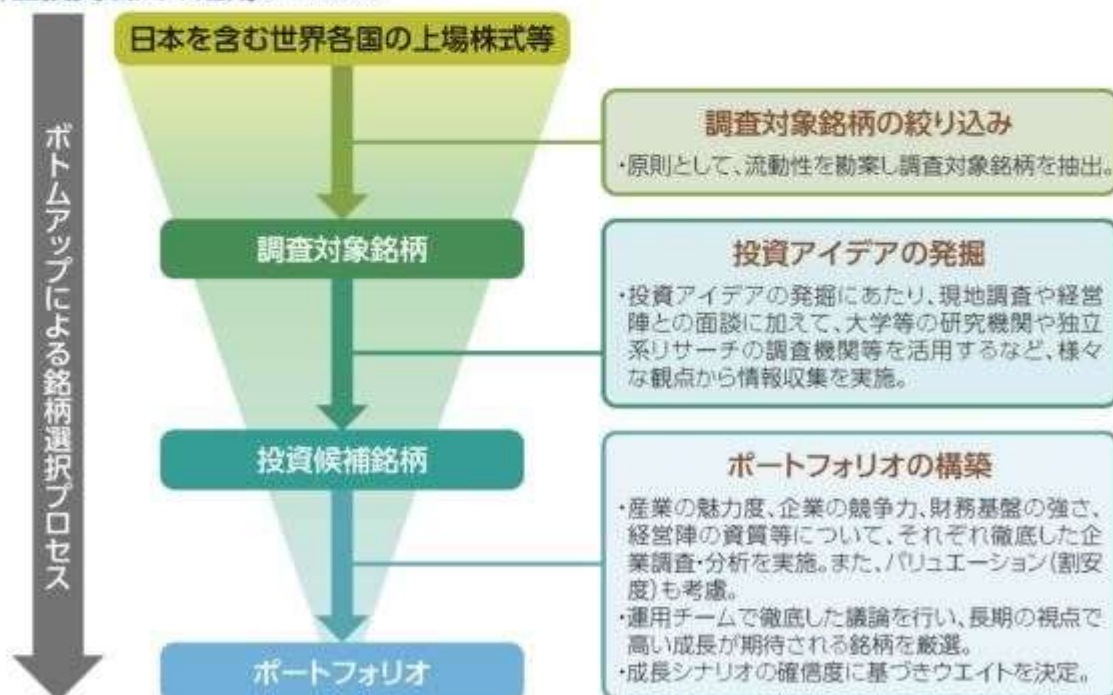 日本を含む世界各国の上場株式等
ボトムアップによる銘柄選択プロセス
調査対象銘柄の絞り込み
・原則として、流動性を勘案し調査対象銘柄を抽出。
調査対象銘柄
投資アイデアの発掘
・投資アイデアの発掘にあたり、現地調査や経営
陣との面談に加えて、大学等の研究機関や独立
系リサーチの調査機関等を活用するなど、様々
な観点から情報収集を実施。
投資候補銘柄
ポートフォリオの構築
・産業の魅力度、企業の競争力、財務基盤の強さ、
経営陣の資質等について、それぞれ徹底した企
業調査・分析を実施。また、バリュエーション(割安
度)も考慮。
・運用チームで徹底した議論を行い、長期の視点で
高い成長が期待される銘柄を厳選。
・成長シナリオの確信度に基づきウエイトを決定。
ポートフォリオ